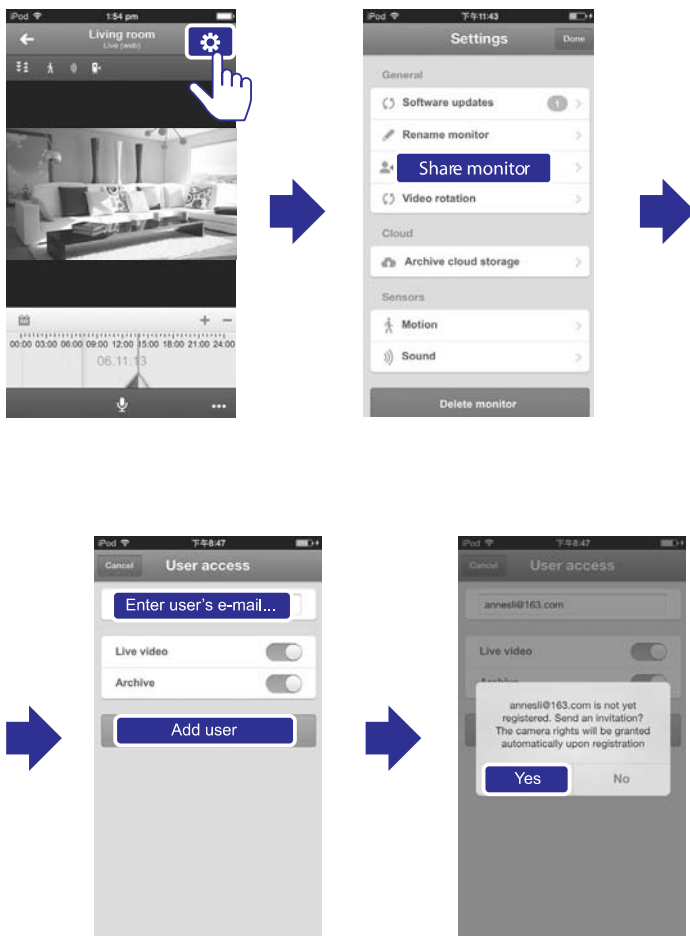 iPod 1:54 pm
Living room
Live (web)
00:00 03:00 06:00 09:00 12:00 15:00 18:00 21:00 24:00
06.11.13
iPod 下午11:43
Settings Done
General
Software updates 1
Rename monitor
Share monitor
Video rotation
Cloud
Archive cloud storage
Sensors
Motion
Sound
Delete monitor
iPod 下午8:47
Cancel User access
Enter user's e-mail...
Live video
Archive
Add user
iPod 下午8:47
Cancel User access
annesli@163.com
Live video
Archive
annesli@163.com is not yet
registered. Send an invitation?
The camera rights will be granted
automatically upon registration
Yes No